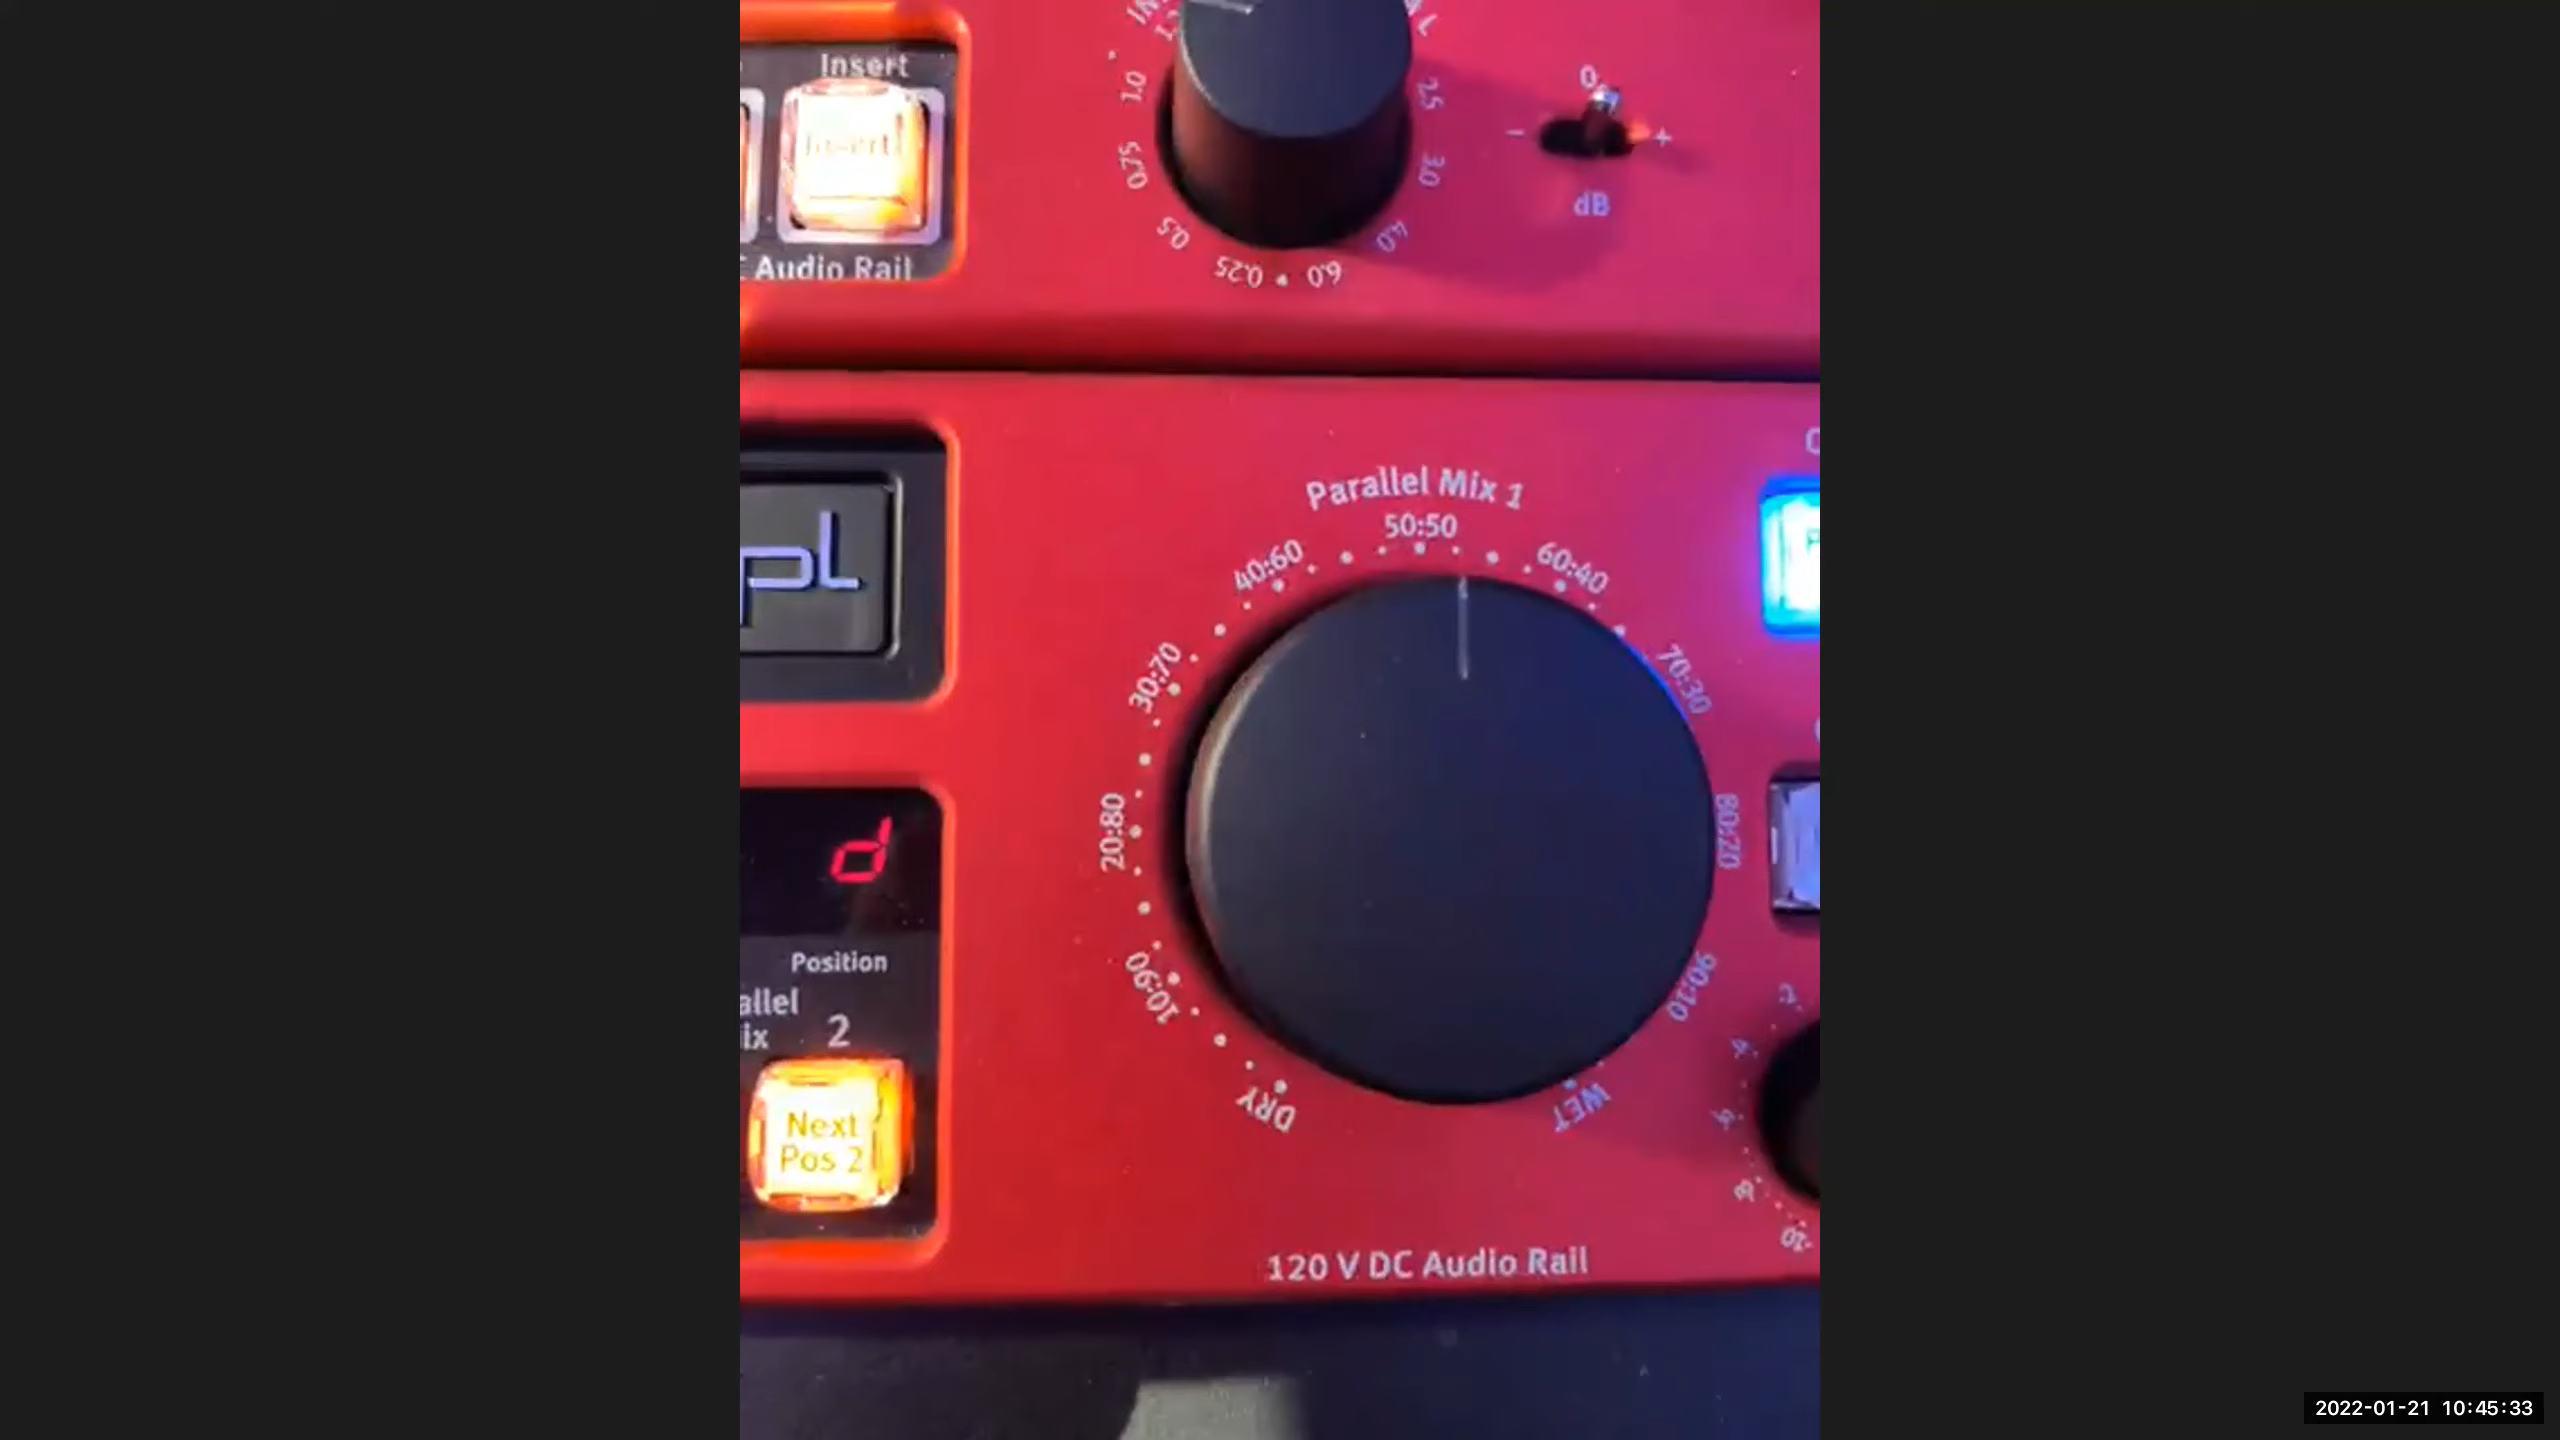 Insert
Insert
Audio Rail
1.0
0.75
0.5
0.25
6.0
4.0
3.0
2.5
0
- +
dB
pl
Parallel Mix 1
50:50
40:60
60:40
30:70
70:30
20:80
80:20
10:90
90:10
DRY
WET
d
Position
allel
ix
2
Next
Pos 2
120 V DC Audio Rail
2022-01-21 10:45:33